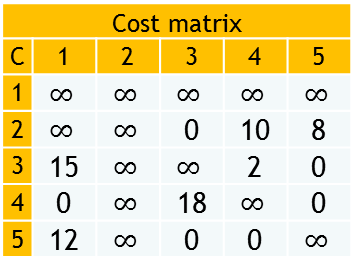 Cost matrix
C 1 2 3 4 5
1 ∞ ∞ ∞ ∞ ∞
2 ∞ ∞ 0 10 8
3 15 ∞ ∞ 2 0
4 0 ∞ 18 ∞ 0
5 12 ∞ 0 0 ∞